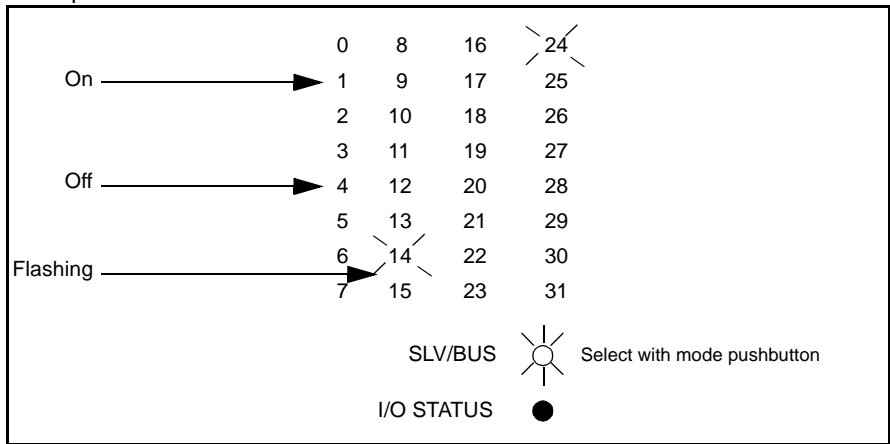 0 8 16 24
On 1 9 17 25
2 10 18 26
3 11 19 27
Off 4 12 20 28
5 13 21 29
6 14 22 30
Flashing
7 15 23 31
SLV/BUS Select with mode pushbutton
I/O STATUS